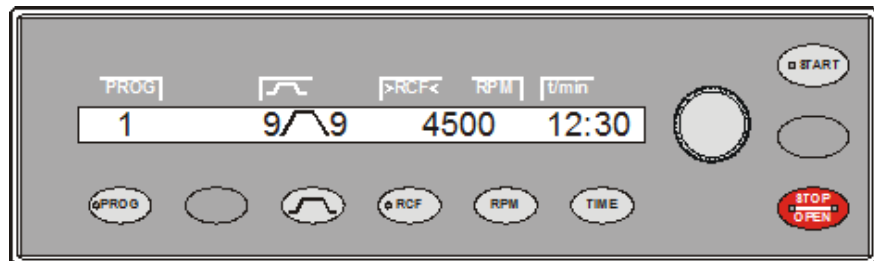 START
PROG >RCF< RPM t/min
1 9 9 4500 12:30
PROG RCF RPM TIME STOP
OPEN